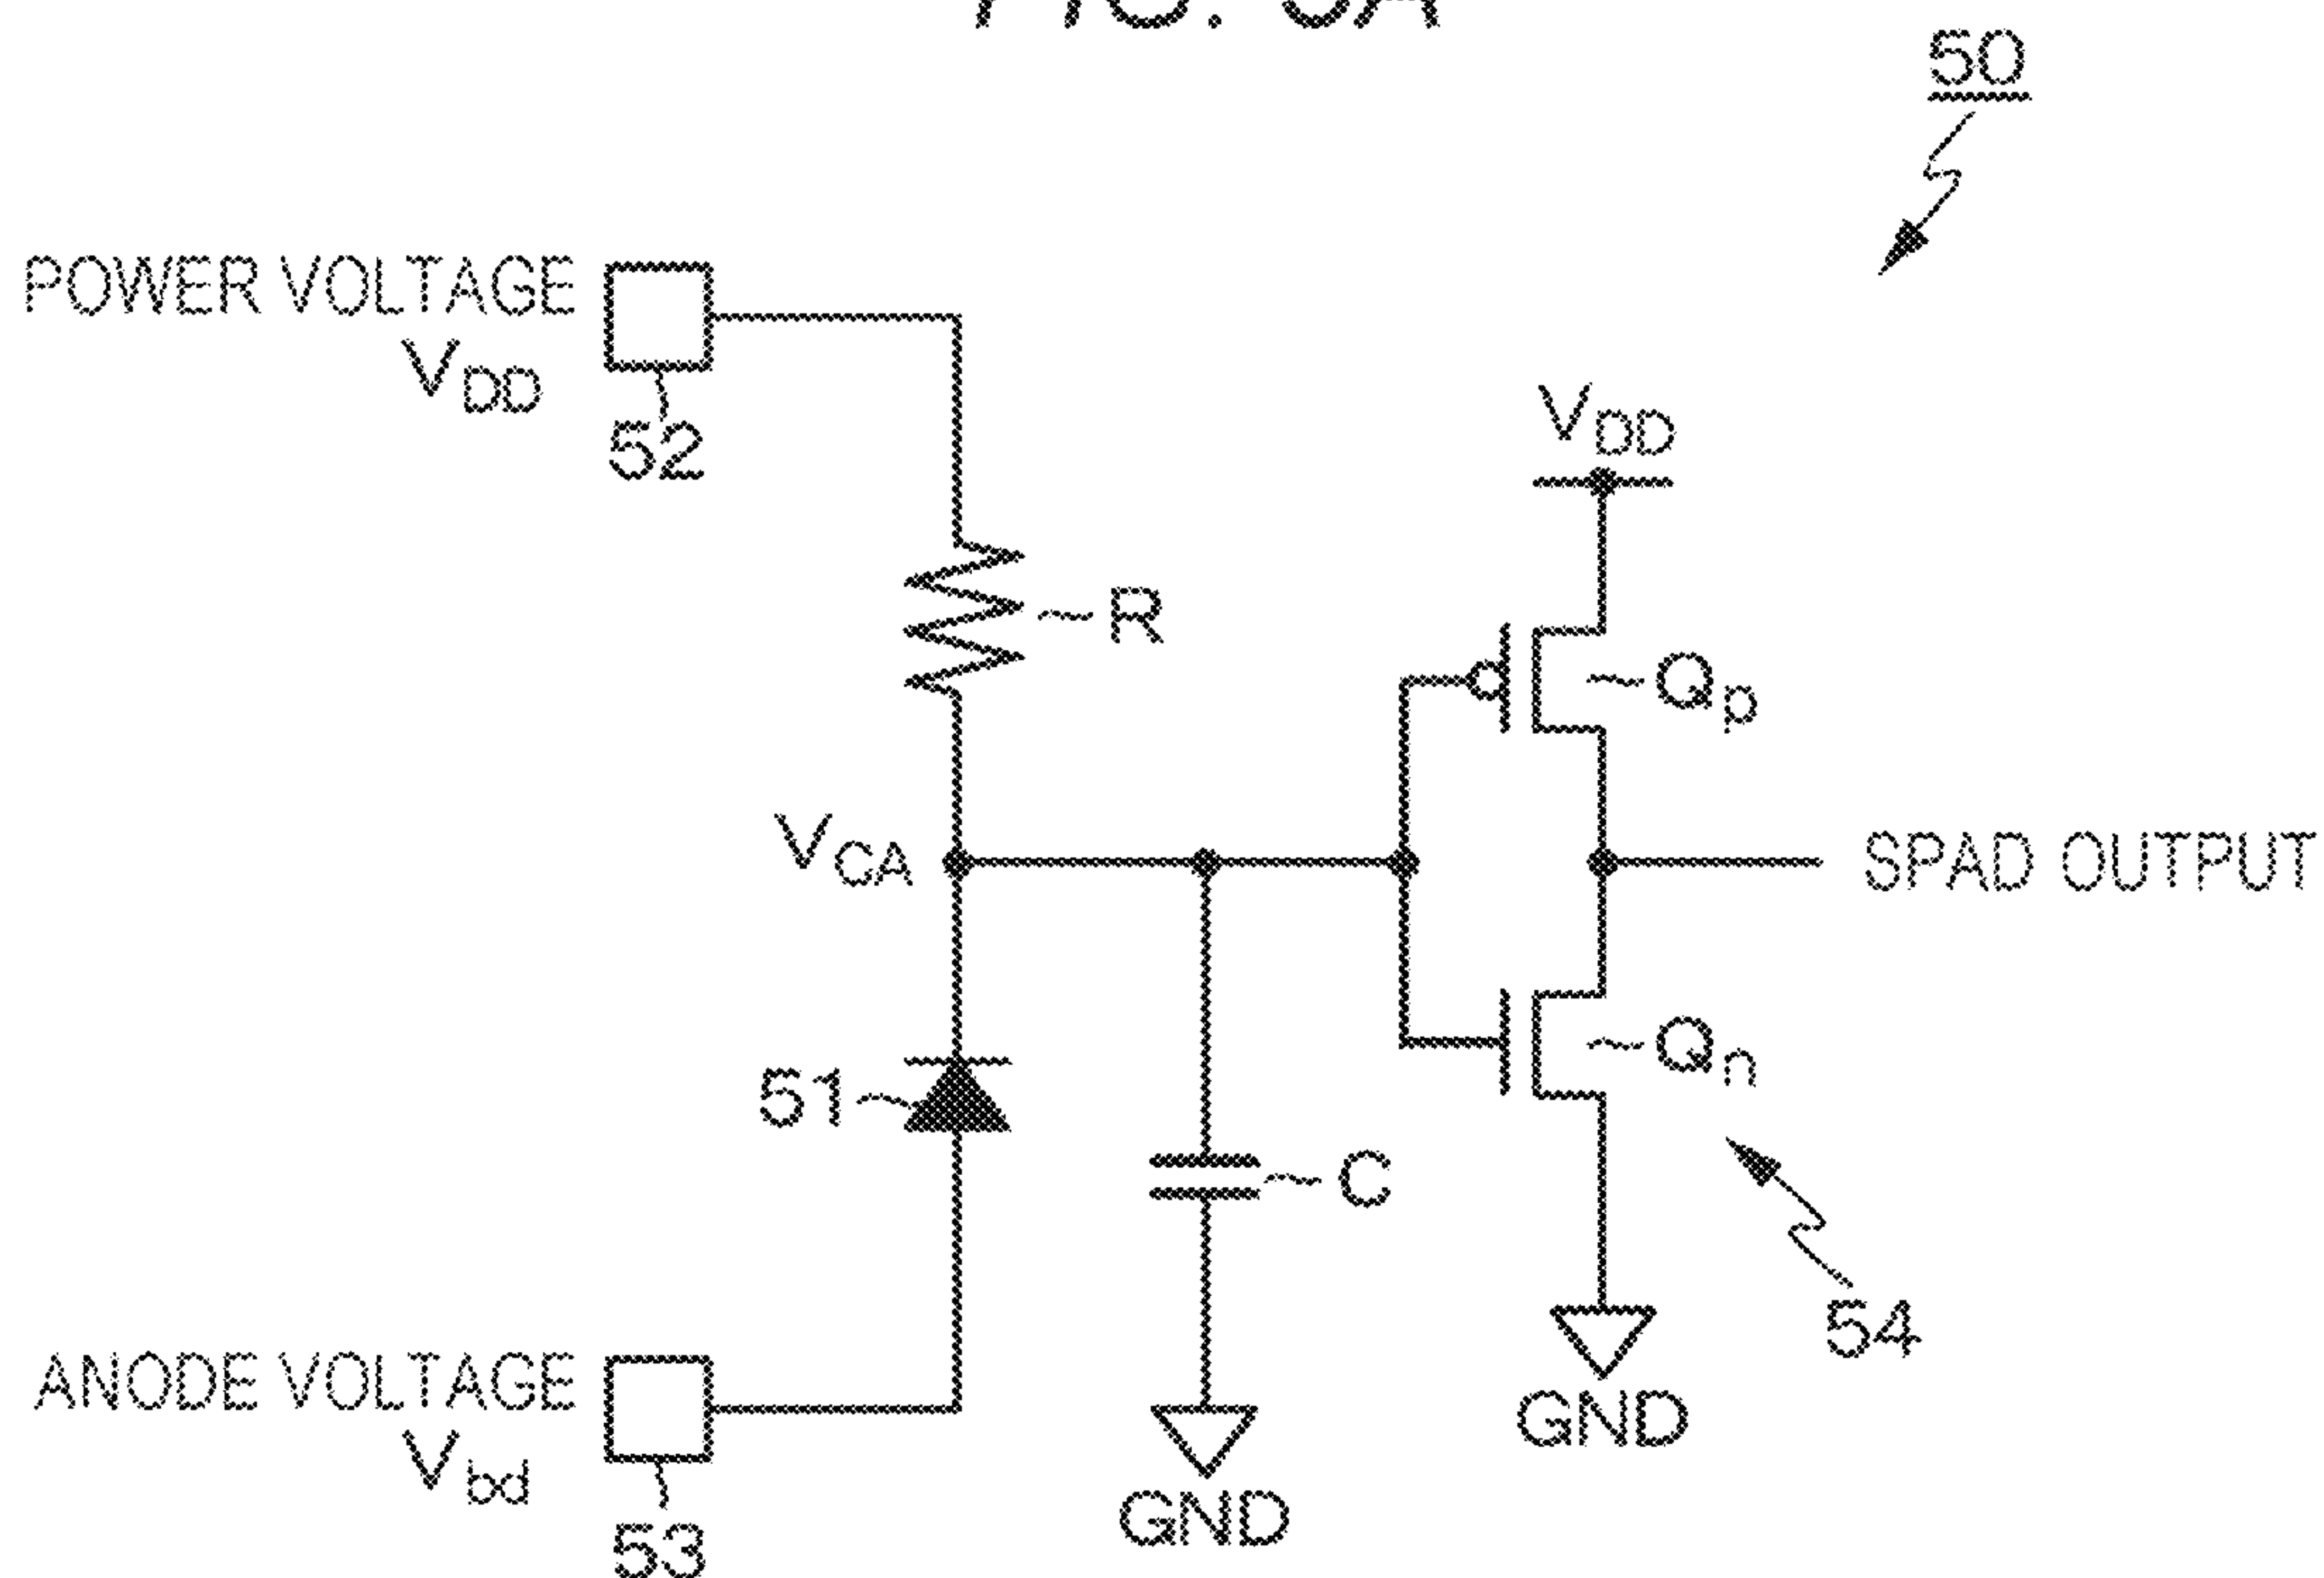 50
POWER VOLTAGE
VDD
52
VDD
R
Qp
VCA
SPAD OUTPUT
51
Qn
C
54
ANODE VOLTAGE
Vbd
53
GND
GND